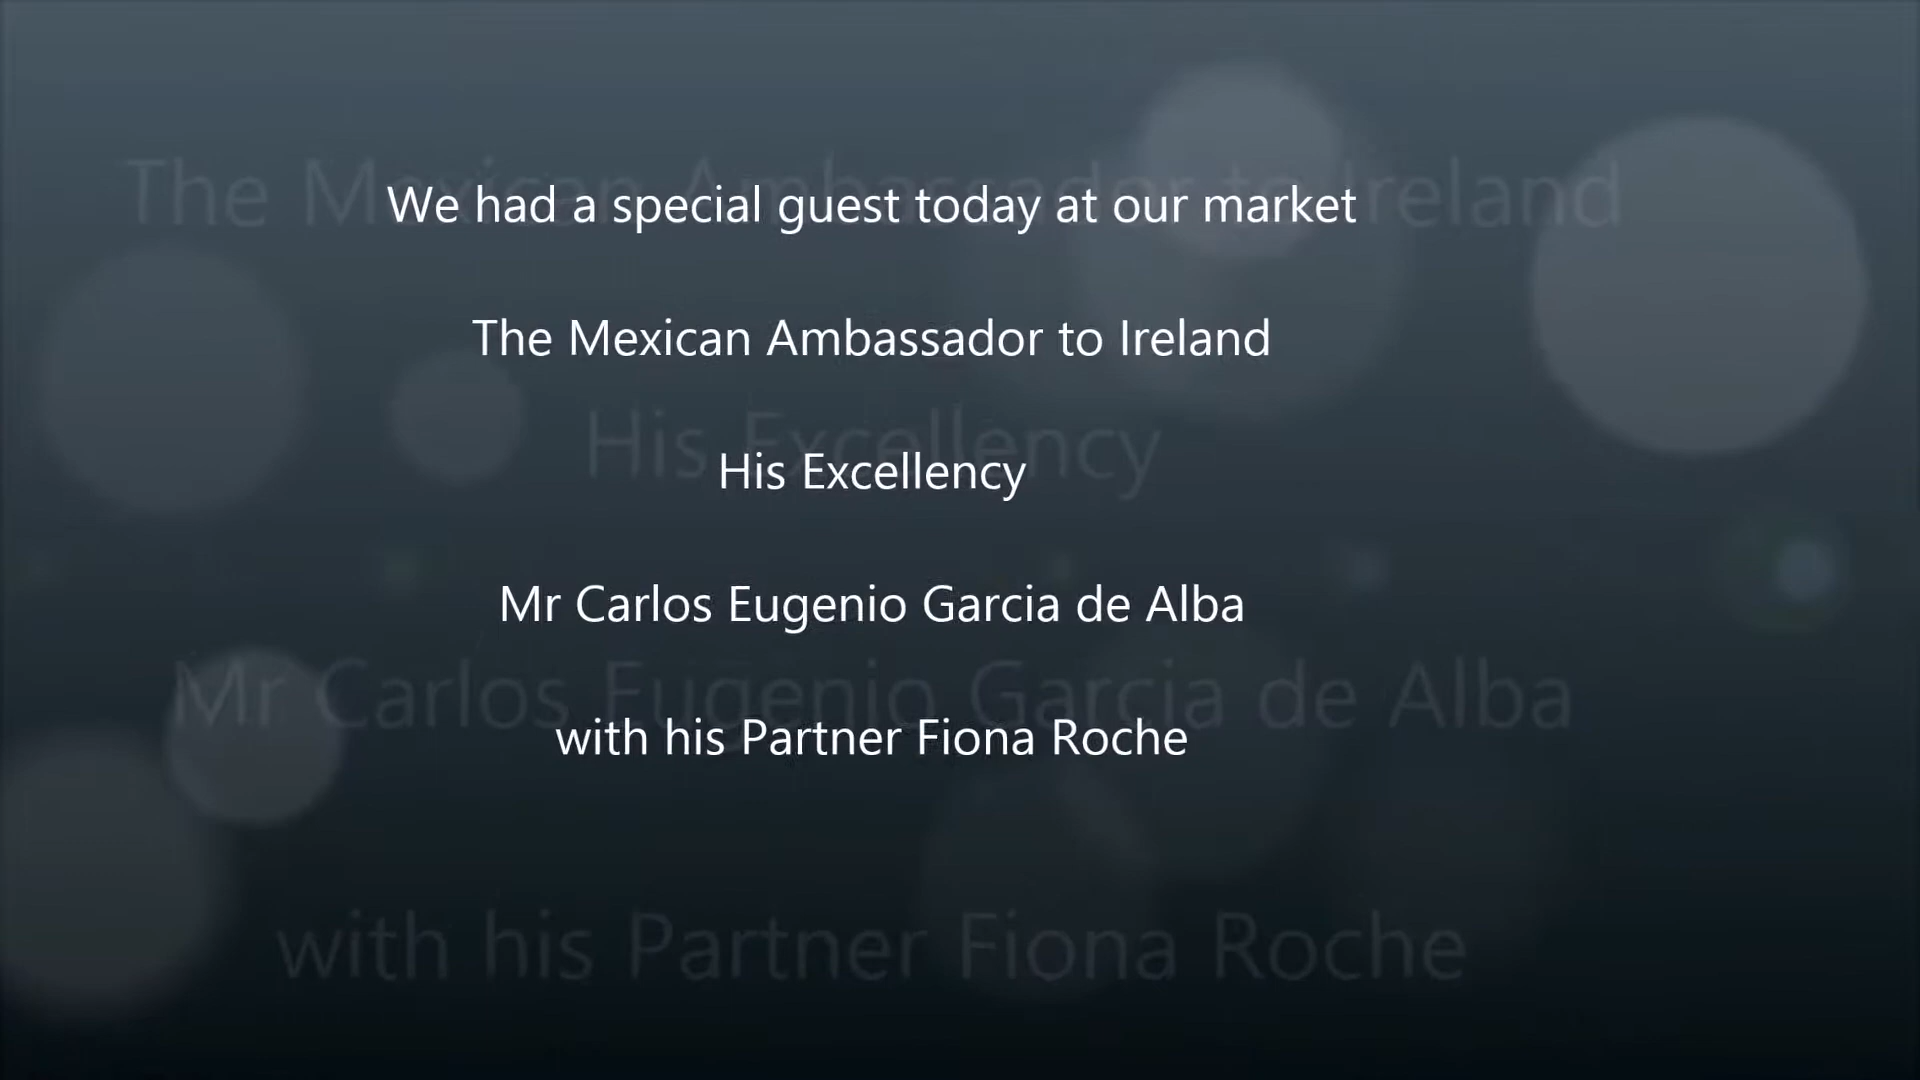 We had a special guest today at our market
The Mexican Ambassador to Ireland
His Excellency
Mr Carlos Eugenio Garcia de Alba
with his Partner Fiona Roche